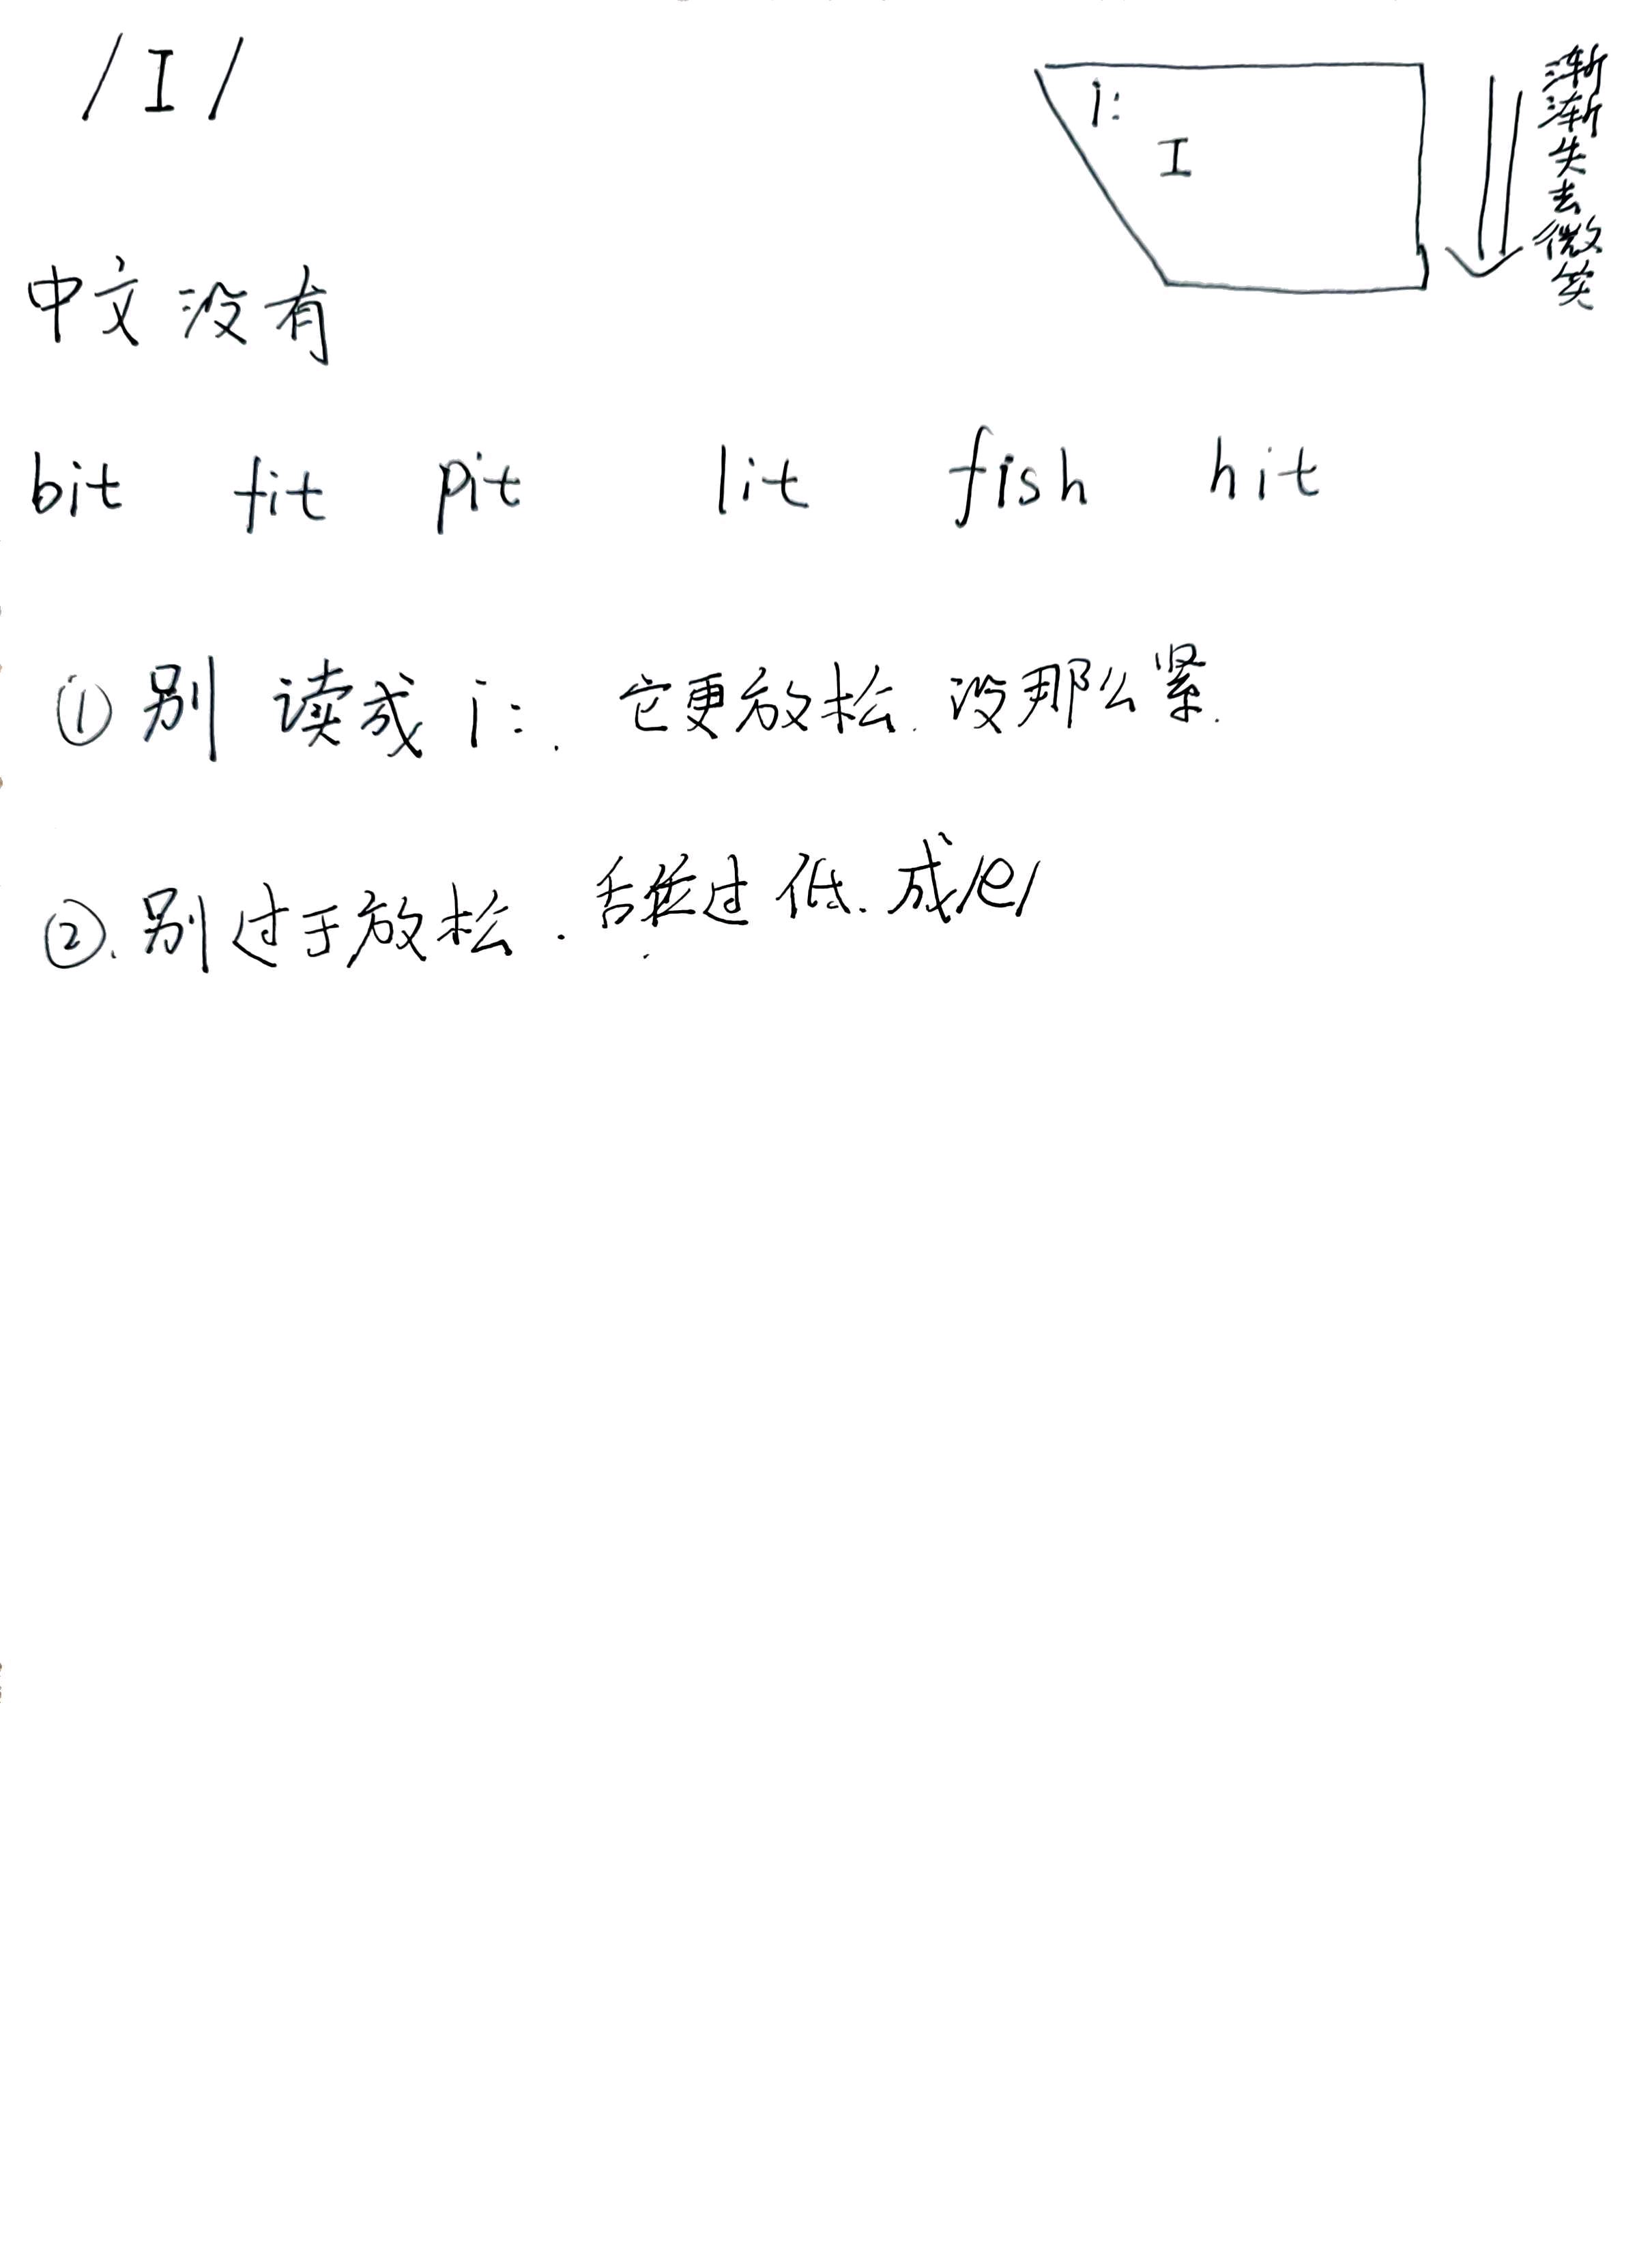 /I/
i:
I
渐渐失去微笑
中文没有
bit fit pit lit fish hit
①别 读成 i:. 它更放松. 没那么紧.
②. 别过于放松. 舌位过低. 成/e/